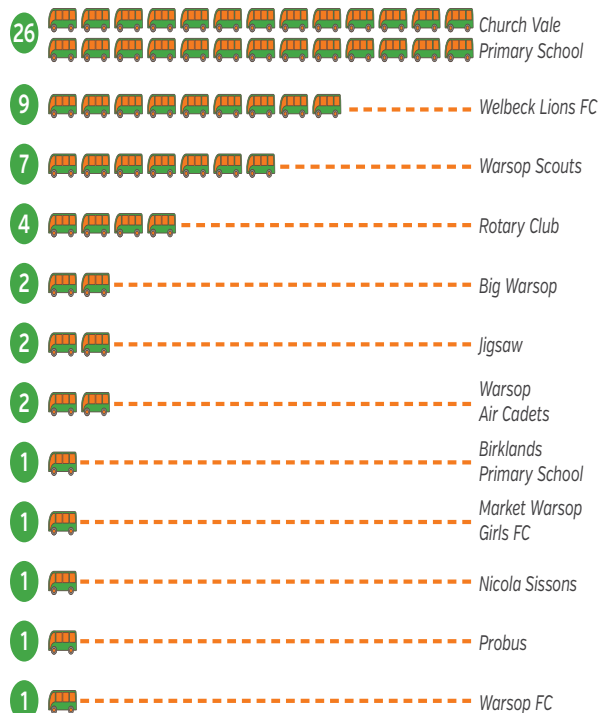 26
Church Vale
Primary School
9
Welbeck Lions FC
7
Warsop Scouts
4
Rotary Club
2
Big Warsop
2
Jigsaw
2
Warsop
Air Cadets
1
Birklands
Primary School
1
Market Warsop
Girls FC
1
Nicola Sissons
1
Probus
1
Warsop FC